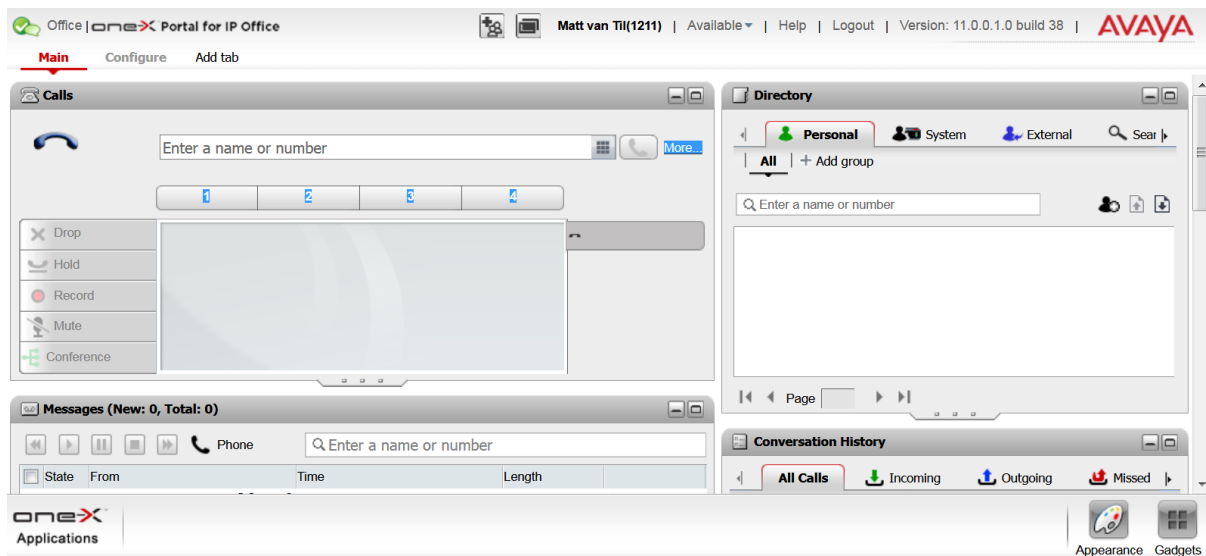 Office | one-X Portal for IP Office
Matt van Til(1211) | Available | Help | Logout | Version: 11.0.0.1.0 build 38 | AVAYA
Main Configure Add tab
Calls
Enter a name or number More...
1 2 3 4
Drop
Hold
Record
Mute
Conference
Messages (New: 0, Total: 0)
Phone Enter a name or number
State From Time Length
Directory
Personal System External Sear
All + Add group
Enter a name or number
Page
Conversation History
All Calls Incoming Outgoing Missed
one-X
Applications
Appearance Gadgets